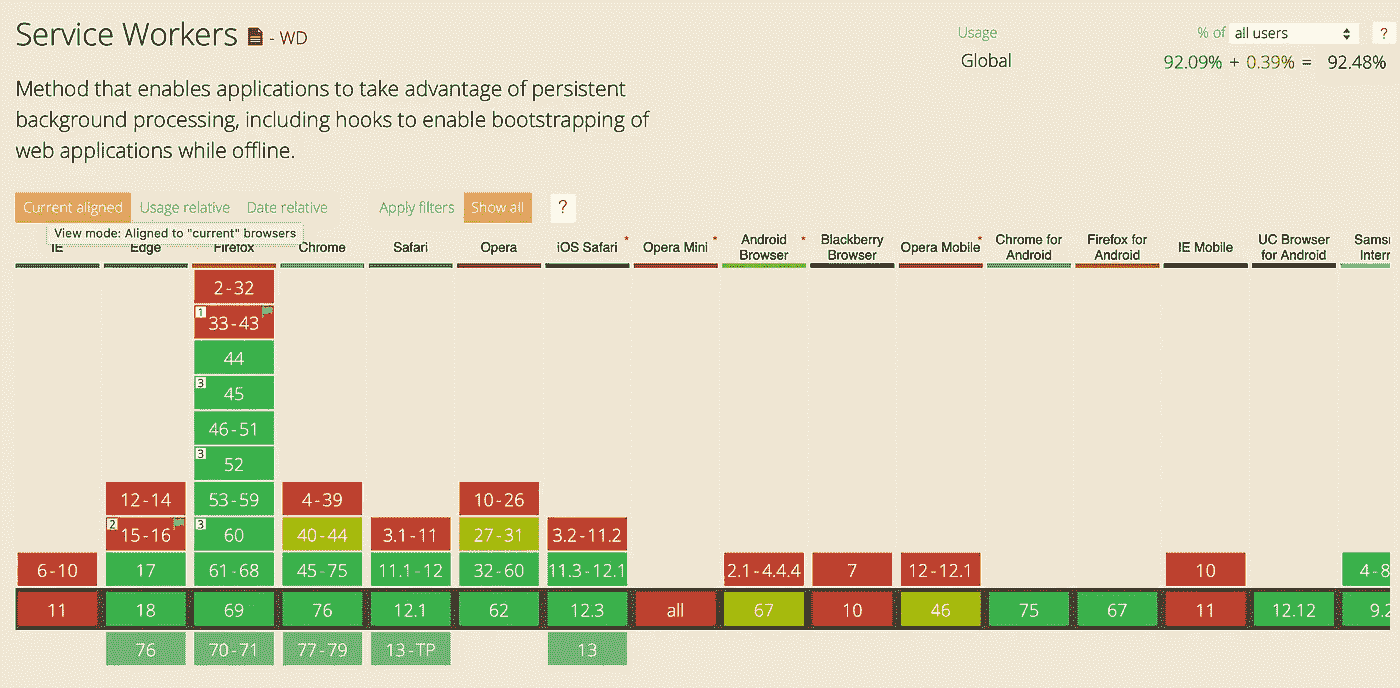 Service Workers - WD
Usage % of all users ?
Global 92.09% + 0.39% = 92.48%
Method that enables applications to take advantage of persistent
background processing, including hooks to enable bootstrapping of
web applications while offline.
Current aligned Usage relative Date relative Apply filters Show all ?
View mode: Aligned to "current" browsers
IE Edge Firefox Chrome Safari Opera iOS Safari * Opera Mini * Android Browser * Blackberry Browser Opera Mobile * Chrome for Android Firefox for Android IE Mobile UC Browser for Android
2-32
1 33-43
44
3 45
46-51
3 52
12-14 53-59 4-39 10-26
2 15-16 3 60 40-44 3.1-11 27-31 3.2-11.2
6-10 17 61-68 45-75 11.1-12 32-60 11.3-12.1 2.1-4.4.4 7 12-12.1 10 4-8
11 18 69 76 12.1 62 12.3 all 67 10 46 75 67 11 12.12 9.2
76 70-71 77-79 13-TP 13